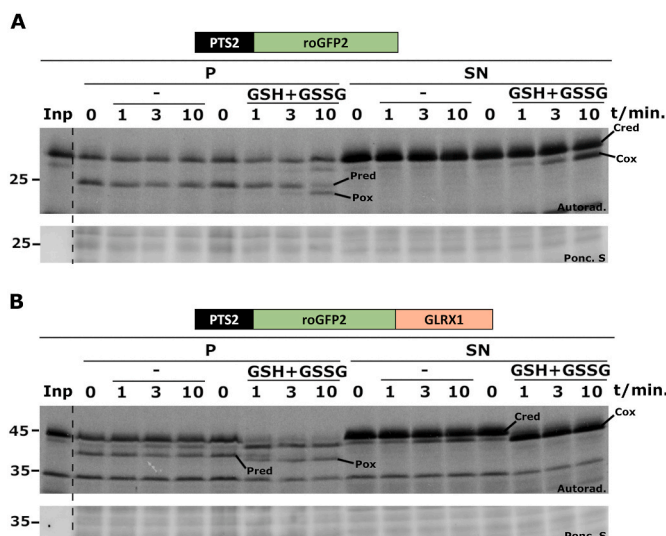 A
PTS2 roGFP2
P SN
- GSH+GSSG - GSH+GSSG
Inp 0 1 3 10 0 1 3 10 0 1 3 10 0 1 3 10 t/min.
Cred
Cox
25
Pred
Pox
Autorad.
25
Ponc. S
B
PTS2 roGFP2 GLRX1
P SN
- GSH+GSSG - GSH+GSSG
Inp 0 1 3 10 0 1 3 10 0 1 3 10 0 1 3 10 t/min.
45 Cred Cox
35 Pred Pox
Autorad.
35
Ponc. S